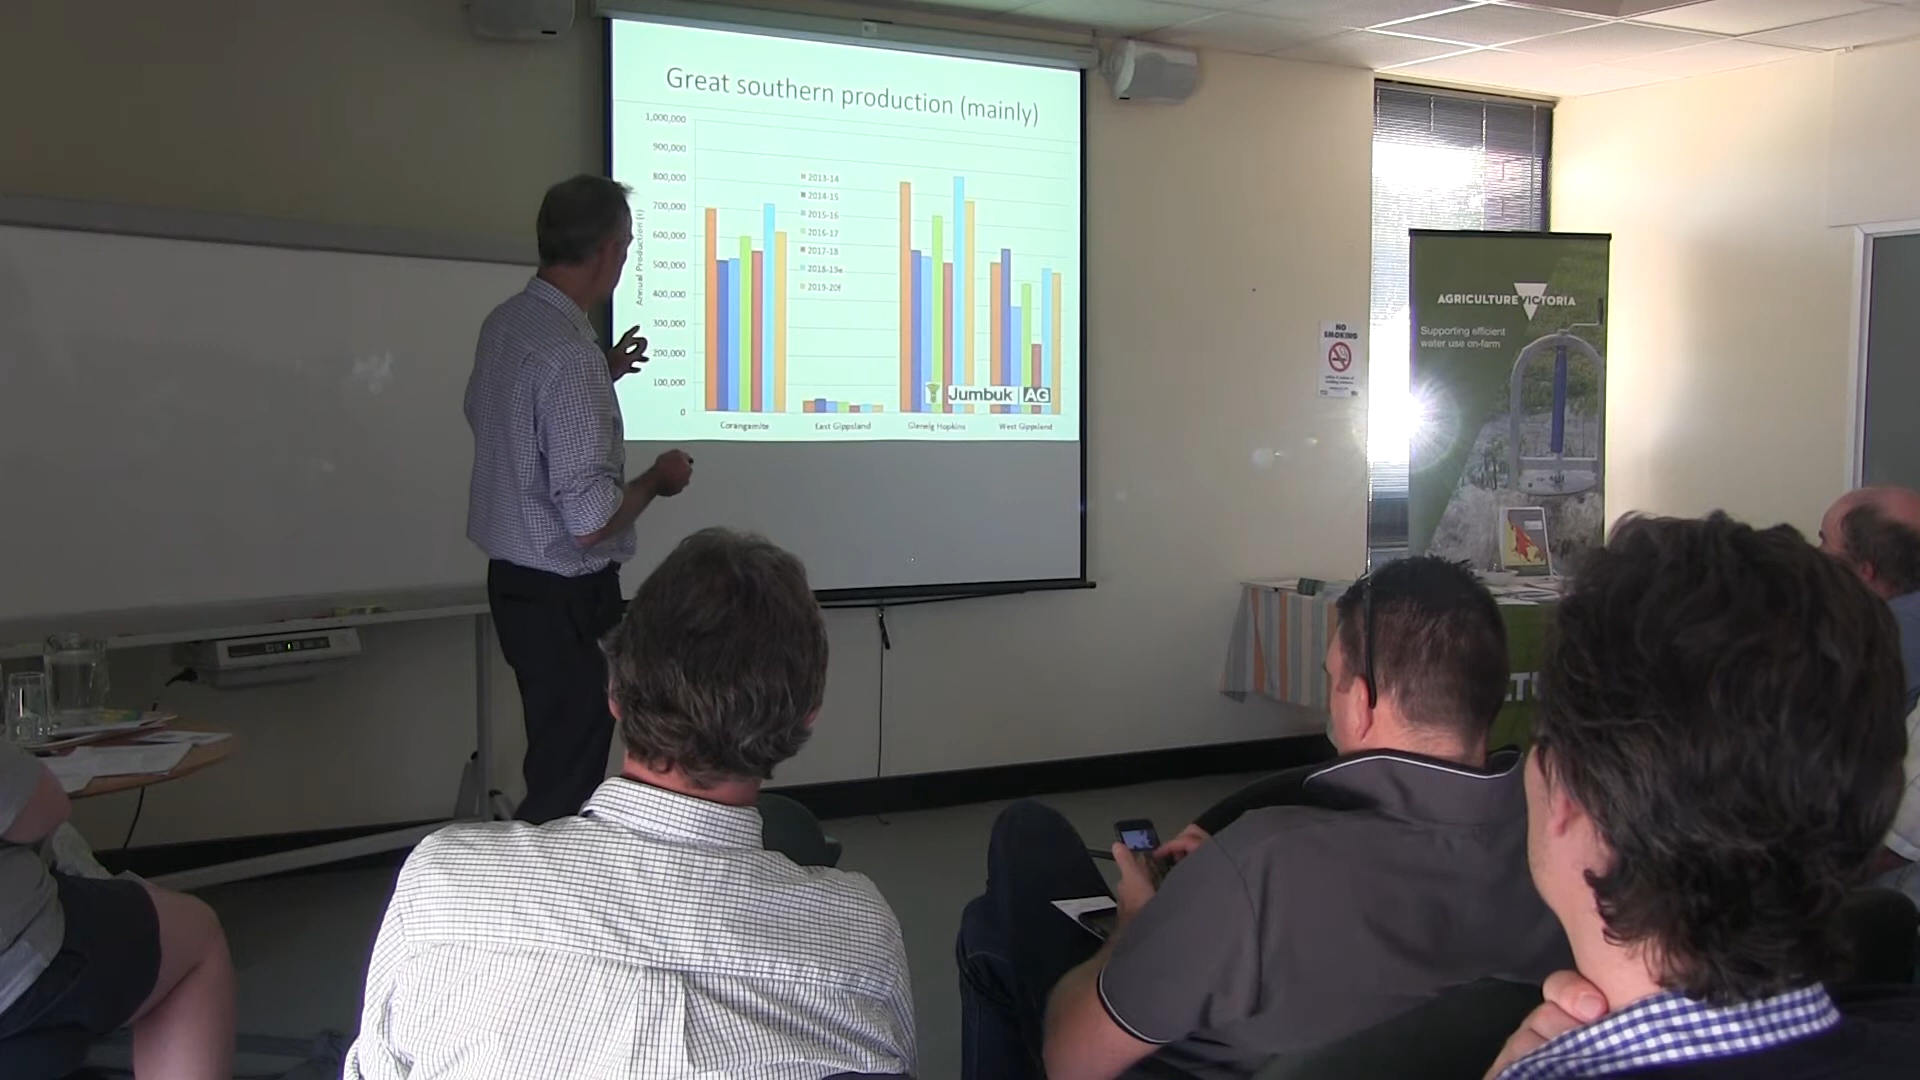 Great southern production (mainly)
1,000,000
900,000
800,000
700,000
600,000
500,000
400,000
300,000
200,000
100,000
0
Annual Production (t)
2013-14
2014-15
2015-16
2016-17
2017-18
2018-19e
2019-20f
Corangamite
East Gippsland
Glenelg Hopkins
West Gippsland
Jumbuk AG
NO
SMOKING
AGRICULTURE VICTORIA
Supporting efficient
water use on-farm